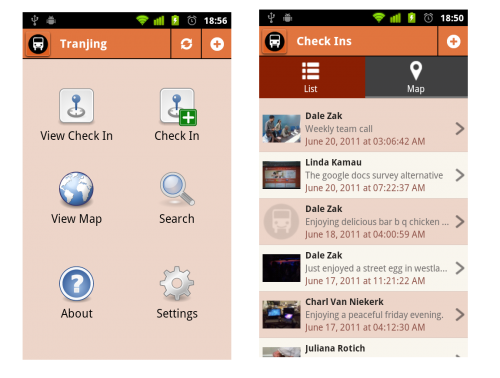 18:56
Tranjing
View Check In
Check In
View Map
Search
?
About
Settings
18:50
Check Ins
List
Map
Dale Zak
Weekly team call
June 20, 2011 at 03:06:42 AM
Linda Kamau
The google docs survey alternative
June 20, 2011 at 07:22:37 AM
Dale Zak
Enjoying delicious bar b q chicken ...
June 18, 2011 at 04:00:59 AM
Dale Zak
Just enjoyed a street egg in westla...
June 17, 2011 at 11:21:22 AM
Charl Van Niekerk
Enjoying a peaceful friday evening.
June 17, 2011 at 04:12:30 AM
Juliana Rotich